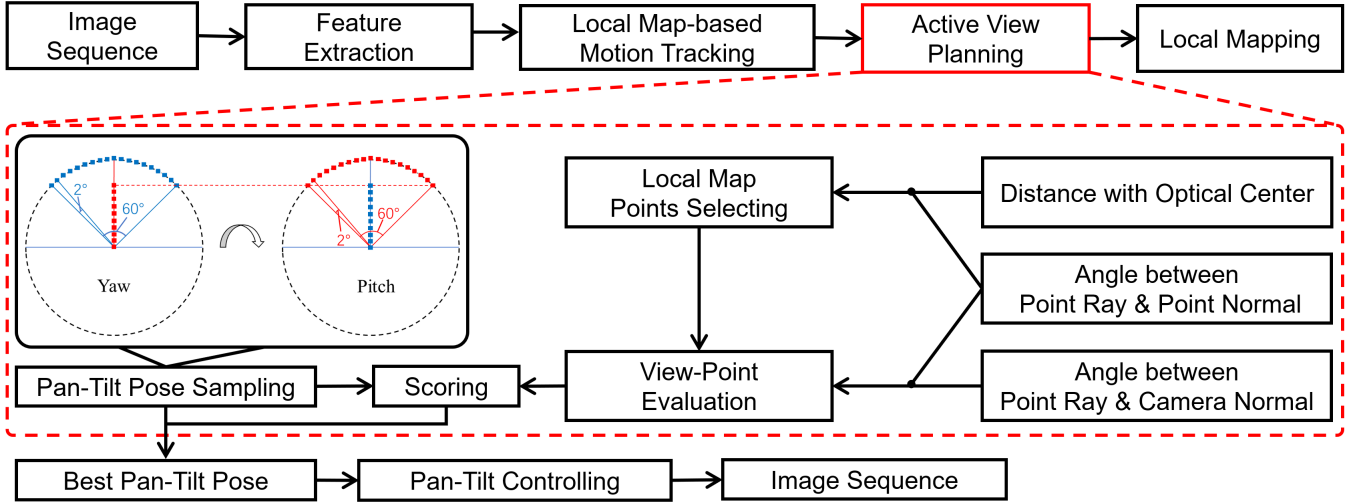 Image
Sequence
Feature
Extraction
Local Map-based
Motion Tracking
Active View
Planning
Local Mapping
2°
60°
Yaw
2°
60°
Pitch
Local Map
Points Selecting
Distance with Optical Center
Angle between
Point Ray & Point Normal
Pan-Tilt Pose Sampling
Scoring
View-Point
Evaluation
Angle between
Point Ray & Camera Normal
Best Pan-Tilt Pose
Pan-Tilt Controlling
Image Sequence